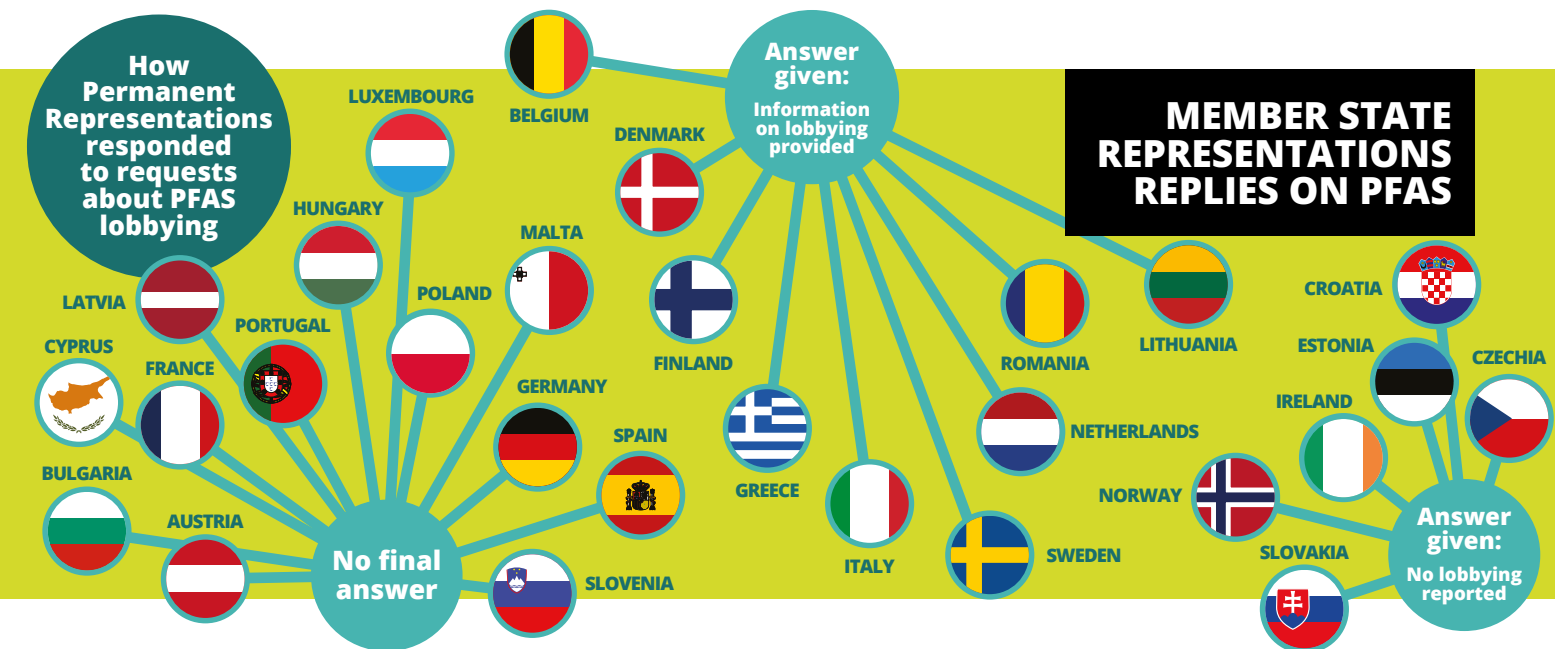 How
Permanent
Representations
responded
to requests
about PFAS
lobbying
LUXEMBOURG
HUNGARY
MALTA
POLAND
LATVIA
PORTUGAL
CYPRUS
FRANCE
GERMANY
SPAIN
BULGARIA
AUSTRIA
SLOVENIA
No final
answer
Answer
given:
Information
on lobbying
provided
BELGIUM
DENMARK
FINLAND
GREECE
ITALY
SWEDEN
NETHERLANDS
ROMANIA
LITHUANIA
MEMBER STATE
REPRESENTATIONS
REPLIES ON PFAS
CROATIA
ESTONIA
CZECHIA
IRELAND
NORWAY
SLOVAKIA
Answer
given:
No lobbying
reported